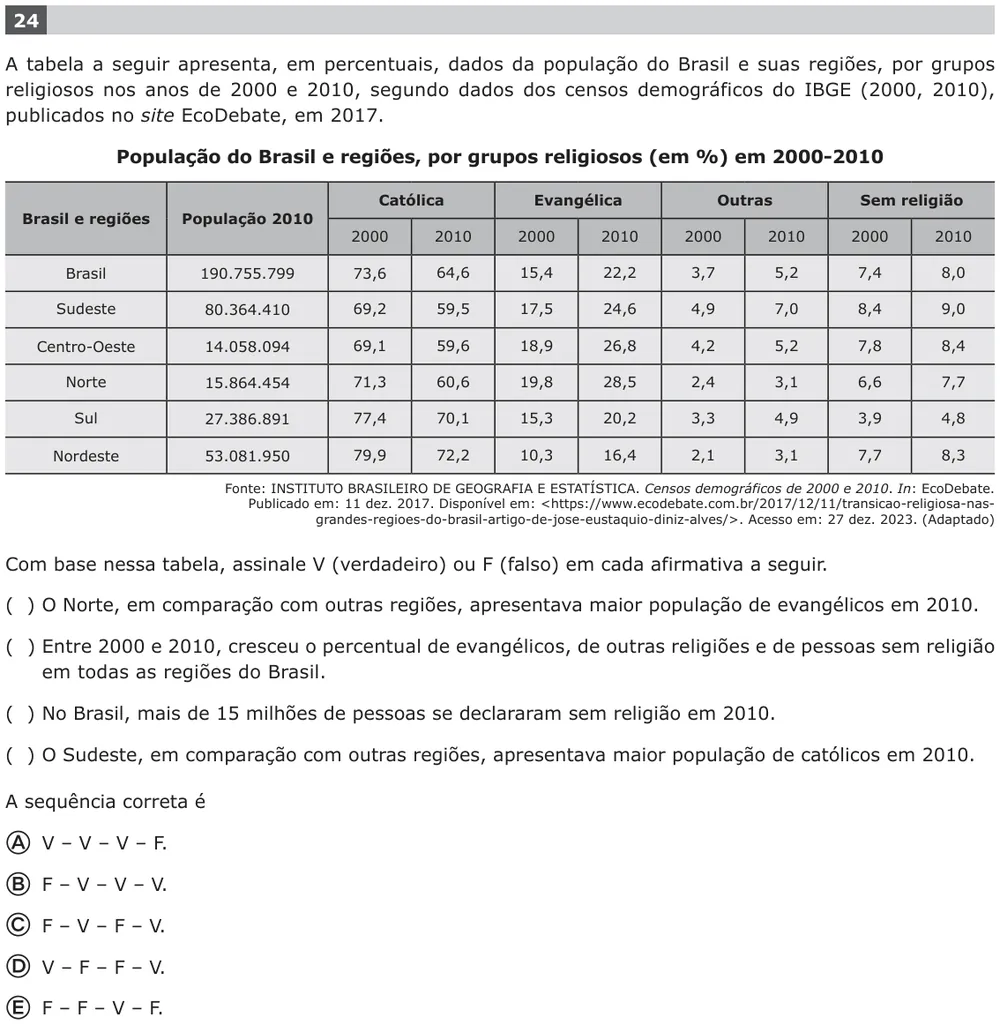 24
A tabela a seguir apresenta, em percentuais, dados da população do Brasil e suas regiões, por grupos
religiosos nos anos de 2000 e 2010, segundo dados dos censos demográficos do IBGE (2000, 2010),
publicados no site EcoDebate, em 2017.
População do Brasil e regiões, por grupos religiosos (em %) em 2000-2010
Brasil e regiões População 2010 Católica Evangélica Outras Sem religião
2000 2010 2000 2010 2000 2010 2000 2010
Brasil 190.755.799 73,6 64,6 15,4 22,2 3,7 5,2 7,4 8,0
Sudeste 80.364.410 69,2 59,5 17,5 24,6 4,9 7,0 8,4 9,0
Centro-Oeste 14.058.094 69,1 59,6 18,9 26,8 4,2 5,2 7,8 8,4
Norte 15.864.454 71,3 60,6 19,8 28,5 2,4 3,1 6,6 7,7
Sul 27.386.891 77,4 70,1 15,3 20,2 3,3 4,9 3,9 4,8
Nordeste 53.081.950 79,9 72,2 10,3 16,4 2,1 3,1 7,7 8,3
Fonte: INSTITUTO BRASILEIRO DE GEOGRAFIA E ESTATÍSTICA. Censos demográficos de 2000 e 2010. In: EcoDebate.
Publicado em: 11 dez. 2017. Disponível em: <https://www.ecodebate.com.br/2017/12/11/transicao-religiosa-nas-
grandes-regioes-do-brasil-artigo-de-jose-eustaquio-diniz-alves/>. Acesso em: 27 dez. 2023. (Adaptado)
Com base nessa tabela, assinale V (verdadeiro) ou F (falso) em cada afirmativa a seguir.
( ) O Norte, em comparação com outras regiões, apresentava maior população de evangélicos em 2010.
( ) Entre 2000 e 2010, cresceu o percentual de evangélicos, de outras religiões e de pessoas sem religião
em todas as regiões do Brasil.
( ) No Brasil, mais de 15 milhões de pessoas se declararam sem religião em 2010.
( ) O Sudeste, em comparação com outras regiões, apresentava maior população de católicos em 2010.
A sequência correta é
A V – V – V – F.
B F – V – V – V.
C F – V – F – V.
D V – F – F – V.
E F – F – V – F.